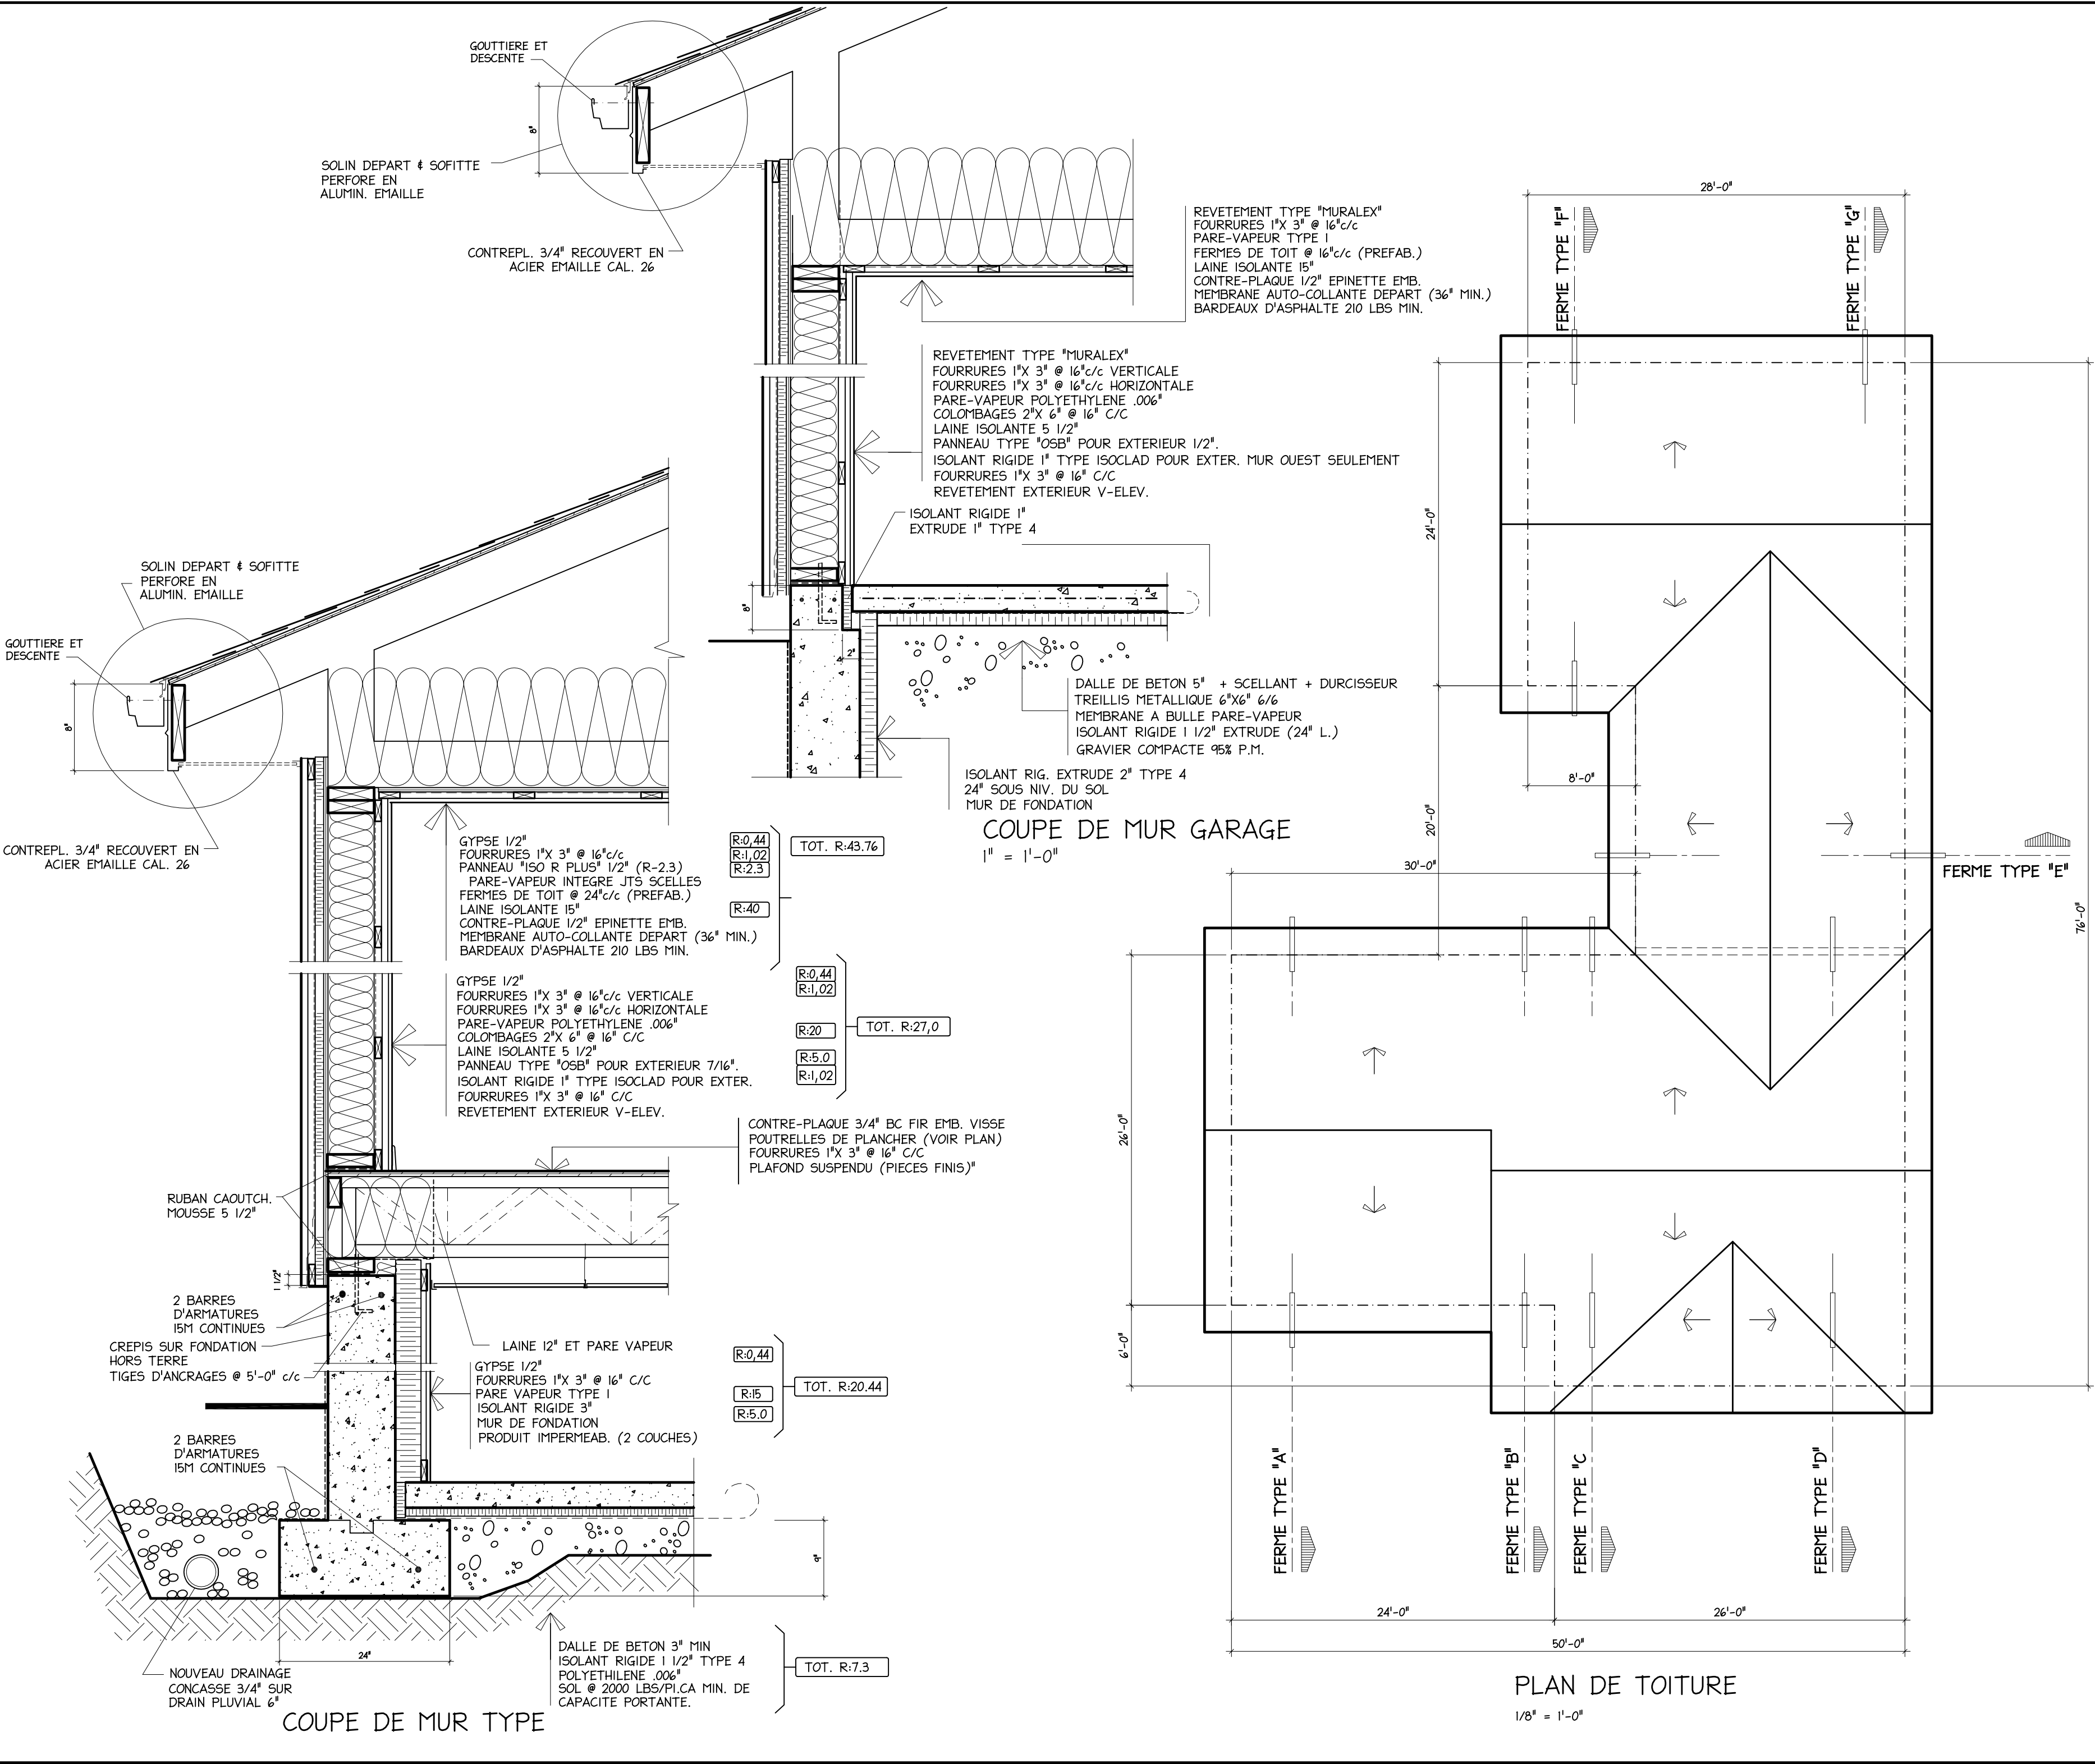 GOUTTIERE ET
DESCENTE
8"
SOLIN DEPART & SOFITTE
PERFORE EN
ALUMIN. EMAILLE
CONTREPL. 3/4" RECOUVERT EN
ACIER EMAILLE CAL. 26
REVETEMENT TYPE "MURALEX"
FOURRURES 1"X 3" @ 16"c/c
PARE-VAPEUR TYPE 1
FERMES DE TOIT @ 16"c/c (PREFAB.)
LAINE ISOLANTE 15"
CONTRE-PLAQUE 1/2" EPINETTE EMB.
MEMBRANE AUTO-COLLANTE DEPART (36" MIN.)
BARDEAUX D'ASPHALTE 210 LBS MIN.
REVETEMENT TYPE "MURALEX"
FOURRURES 1"X 3" @ 16"c/c VERTICALE
FOURRURES 1"X 3" @ 16"c/c HORIZONTALE
PARE-VAPEUR POLYETHYLENE .006"
COLOMBAGES 2"X 6" @ 16" C/C
LAINE ISOLANTE 5 1/2"
PANNEAU TYPE "OSB" POUR EXTERIEUR 1/2".
ISOLANT RIGIDE 1" TYPE ISOCLAD POUR EXTER. MUR OUEST SEULEMENT
FOURRURES 1"X 3" @ 16" C/C
REVETEMENT EXTERIEUR V-ELEV.
ISOLANT RIGIDE 1"
EXTRUDE 1" TYPE 4
8"
2"
DALLE DE BETON 5" + SCELLANT + DURCISSEUR
TREILLIS METALLIQUE 6"X6" 6/6
MEMBRANE A BULLE PARE-VAPEUR
ISOLANT RIGIDE 1 1/2" EXTRUDE (24" L.)
GRAVIER COMPACTE 95% P.M.
ISOLANT RIG. EXTRUDE 2" TYPE 4
24" SOUS NIV. DU SOL
MUR DE FONDATION
COUPE DE MUR GARAGE
1" = 1'-0"
SOLIN DEPART & SOFITTE
PERFORE EN
ALUMIN. EMAILLE
GOUTTIERE ET
DESCENTE
8"
CONTREPL. 3/4" RECOUVERT EN
ACIER EMAILLE CAL. 26
GYPSE 1/2"
FOURRURES 1"X 3" @ 16"c/c
PANNEAU "ISO R PLUS" 1/2" (R-2.3)
PARE-VAPEUR INTEGRE JTS SCELLES
FERMES DE TOIT @ 24"c/c (PREFAB.)
LAINE ISOLANTE 15"
CONTRE-PLAQUE 1/2" EPINETTE EMB.
MEMBRANE AUTO-COLLANTE DEPART (36" MIN.)
BARDEAUX D'ASPHALTE 210 LBS MIN.
R:0,44
R:1,02
R:2.3
R:40
TOT. R:43.76
GYPSE 1/2"
FOURRURES 1"X 3" @ 16"c/c VERTICALE
FOURRURES 1"X 3" @ 16"c/c HORIZONTALE
PARE-VAPEUR POLYETHYLENE .006"
COLOMBAGES 2"X 6" @ 16" C/C
LAINE ISOLANTE 5 1/2"
PANNEAU TYPE "OSB" POUR EXTERIEUR 7/16".
ISOLANT RIGIDE 1" TYPE ISOCLAD POUR EXTER.
FOURRURES 1"X 3" @ 16" C/C
REVETEMENT EXTERIEUR V-ELEV.
R:0,44
R:1,02
R:20
R:5.0
R:1,02
TOT. R:27,0
CONTRE-PLAQUE 3/4" BC FIR EMB. VISSE
POUTRELLES DE PLANCHER (VOIR PLAN)
FOURRURES 1"X 3" @ 16" C/C
PLAFOND SUSPENDU (PIECES FINIS)"
RUBAN CAOUTCH.
MOUSSE 5 1/2"
1 1/2"
2 BARRES
D'ARMATURES
15M CONTINUES
CREPIS SUR FONDATION
HORS TERRE
TIGES D'ANCRAGES @ 5'-0" c/c
LAINE 12" ET PARE VAPEUR
GYPSE 1/2"
FOURRURES 1"X 3" @ 16" C/C
PARE VAPEUR TYPE 1
ISOLANT RIGIDE 3"
MUR DE FONDATION
PRODUIT IMPERMEAB. (2 COUCHES)
R:0,44
R:15
R:5.0
TOT. R:20.44
2 BARRES
D'ARMATURES
15M CONTINUES
9"
24"
NOUVEAU DRAINAGE
CONCASSE 3/4" SUR
DRAIN PLUVIAL 6"
DALLE DE BETON 3" MIN
ISOLANT RIGIDE 1 1/2" TYPE 4
POLYETHILENE .006"
SOL @ 2000 LBS/PI.CA MIN. DE
CAPACITE PORTANTE.
TOT. R:7.3
COUPE DE MUR TYPE
28'-0"
FERME TYPE "F"
FERME TYPE "G"
24'-0"
8'-0"
20'-0"
30'-0"
FERME TYPE "E"
76'-0"
26'-0"
6'-0"
FERME TYPE "A"
FERME TYPE "B"
FERME TYPE "C
FERME TYPE "D"
24'-0"
26'-0"
50'-0"
PLAN DE TOITURE
1/8" = 1'-0"